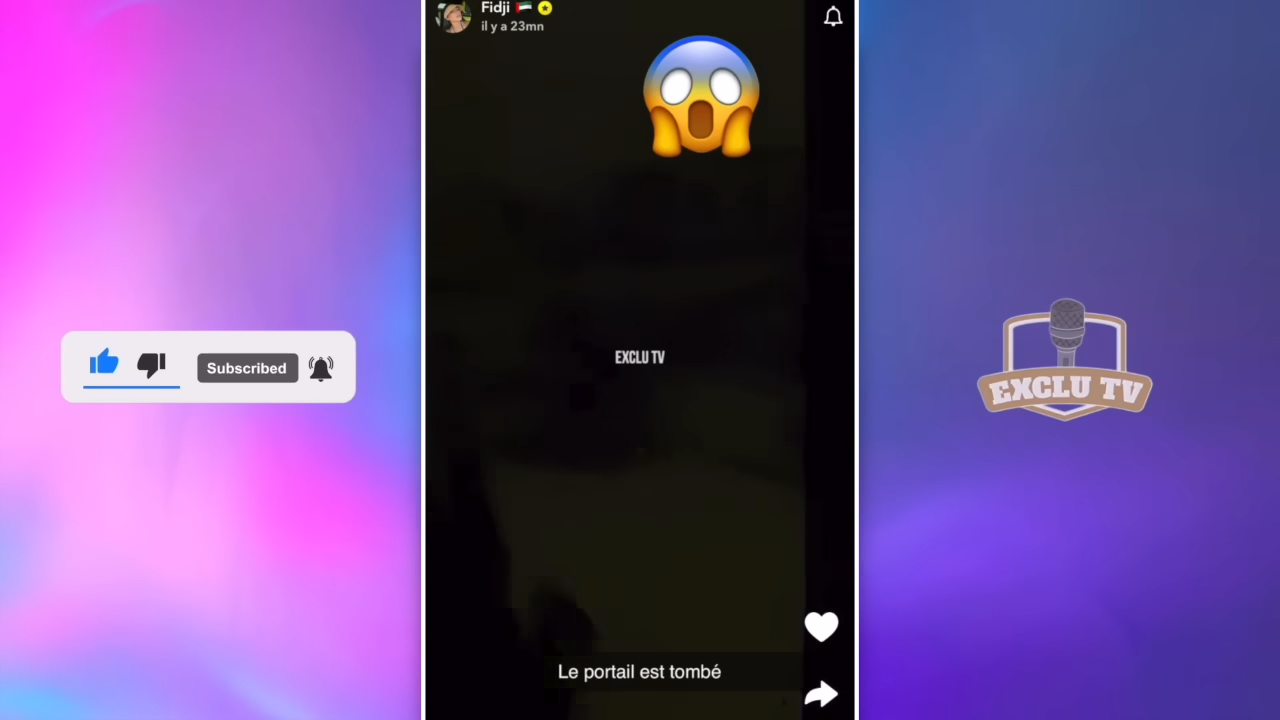 Fidji
il y a 23mn
EXCLU TV
Subscribed
EXCLU TV
Le portail est tombé